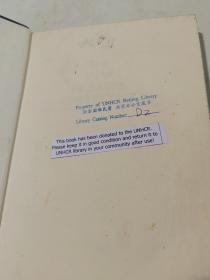 Property of UNHCR Beijing Library
Library Catalog Number: D2
This book has been donated to the UNHCR.
Please keep it in good condition and return it to
UNHCR library in your community after use!